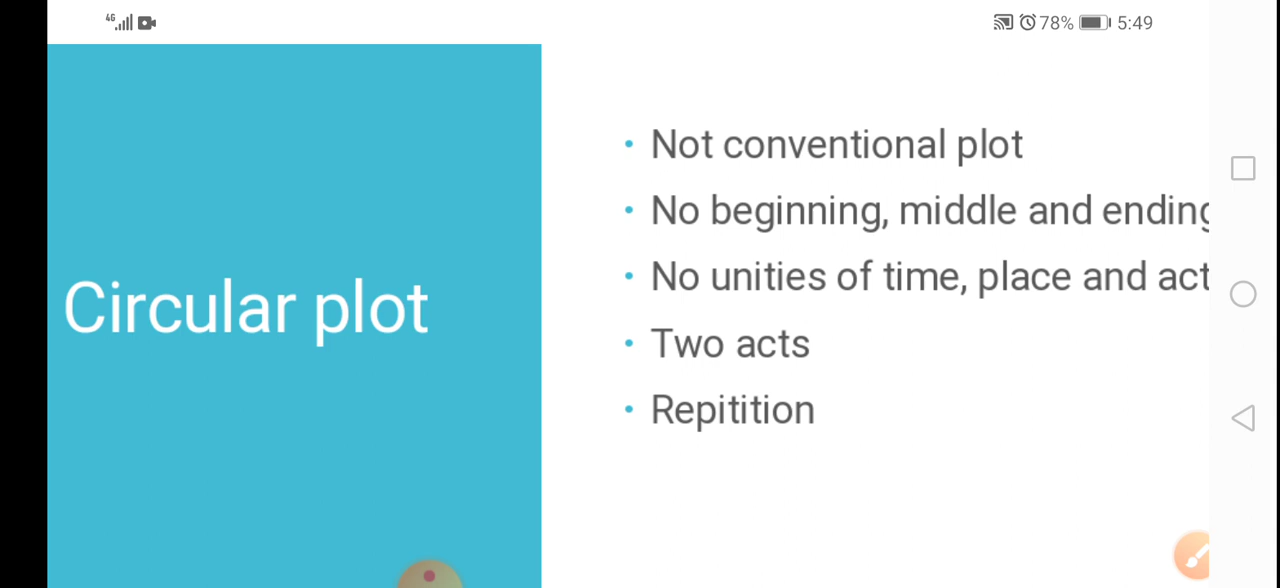 4G 78% 5:49
Circular plot
• Not conventional plot
• No beginning, middle and ending
• No unities of time, place and act
• Two acts
• Repitition